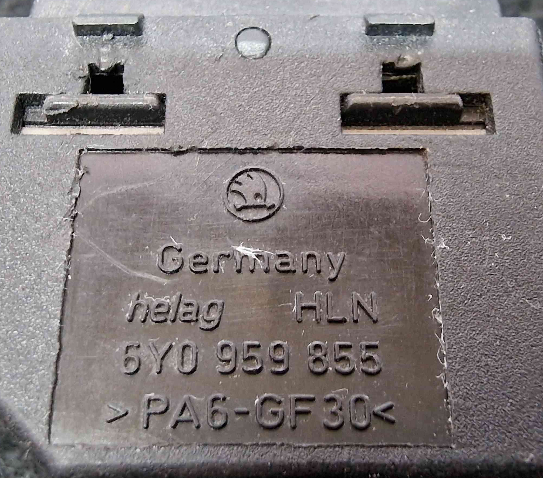 Germany
helag HLN
6Y0 959 855
>PA6-GF30<